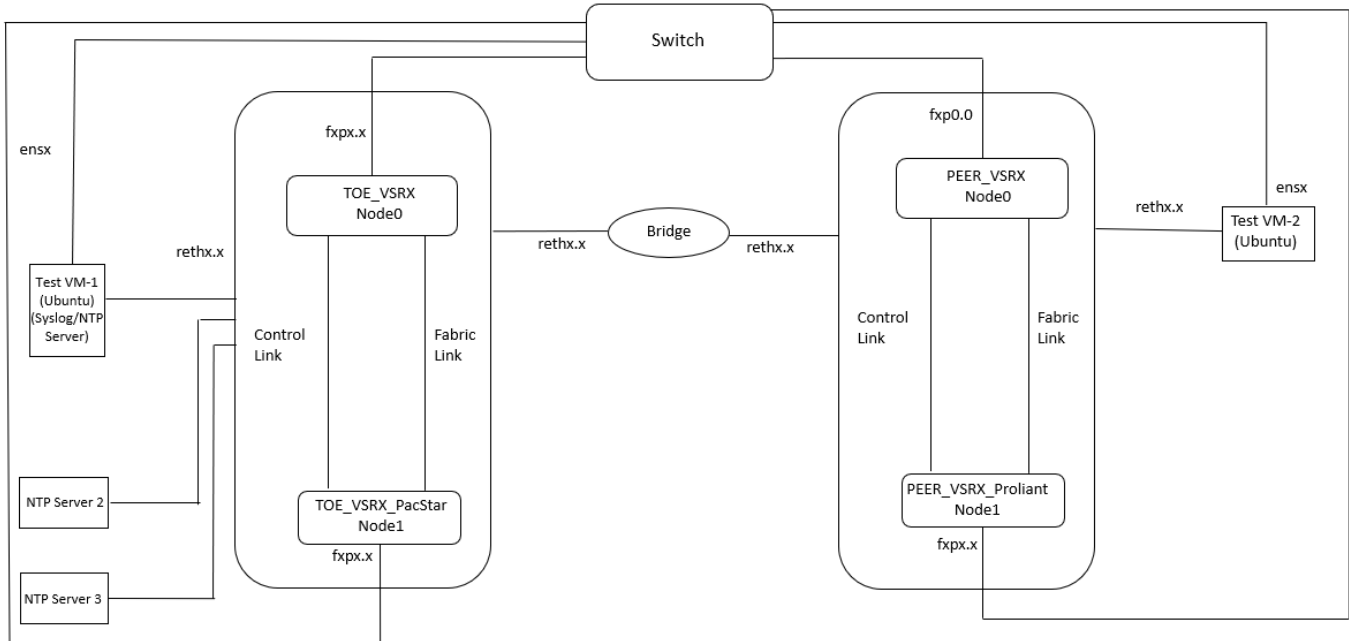 Switch
fxpx.x
fxp0.0
ensx
TOE_VSRX
Node0
PEER_VSRX
Node0
ensx
rethx.x
Test VM-2
(Ubuntu)
Bridge
rethx.x
rethx.x
rethx.x
Test VM-1
(Ubuntu)
(Syslog/NTP
Server)
Control
Link
Fabric
Link
Control
Link
Fabric
Link
NTP Server 2
TOE_VSRX_PacStar
Node1
PEER_VSRX_Proliant
Node1
fxpx.x
fxpx.x
NTP Server 3